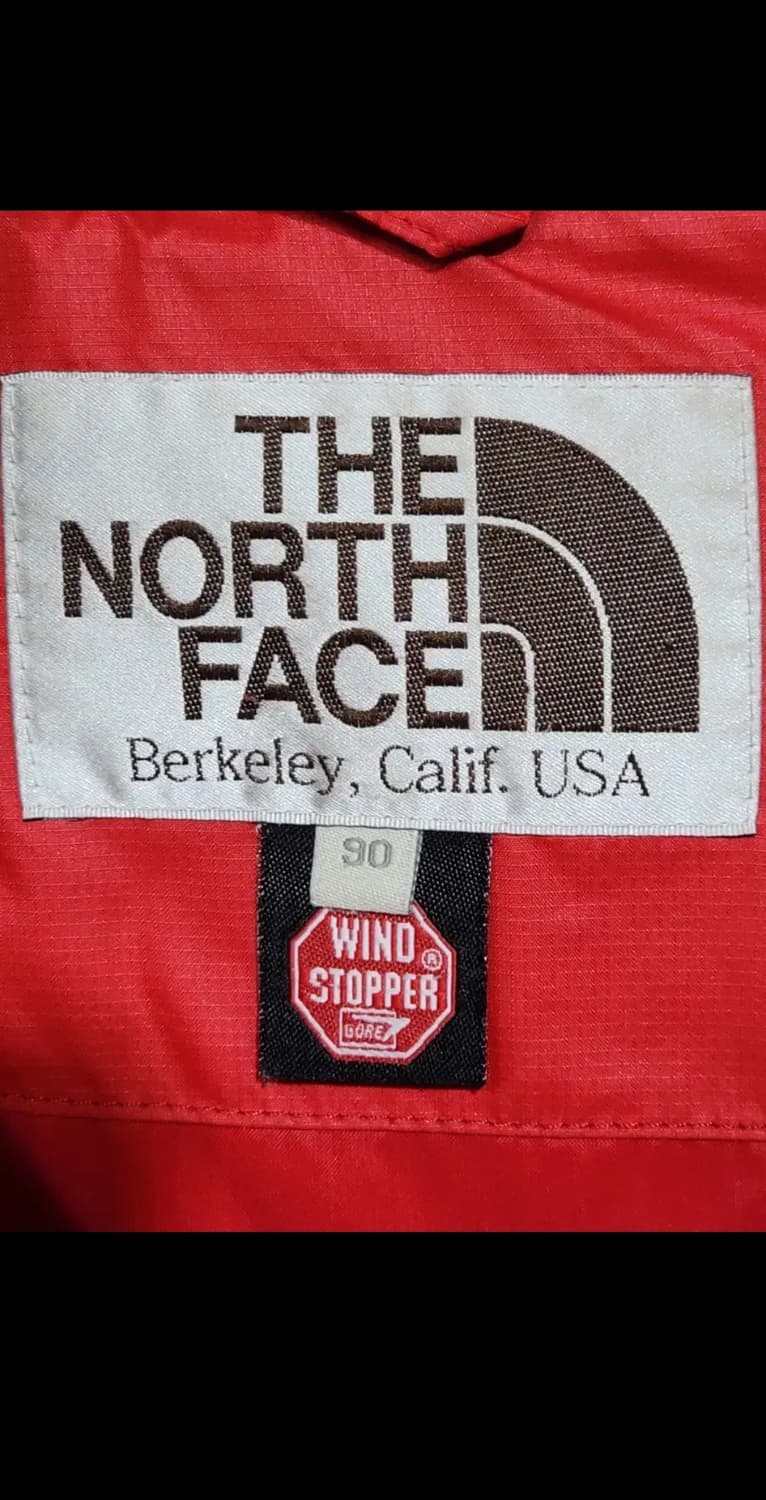 THE
NORTH
FACE
Berkeley, Calif. USA
90
WIND
STOPPER®
GORE